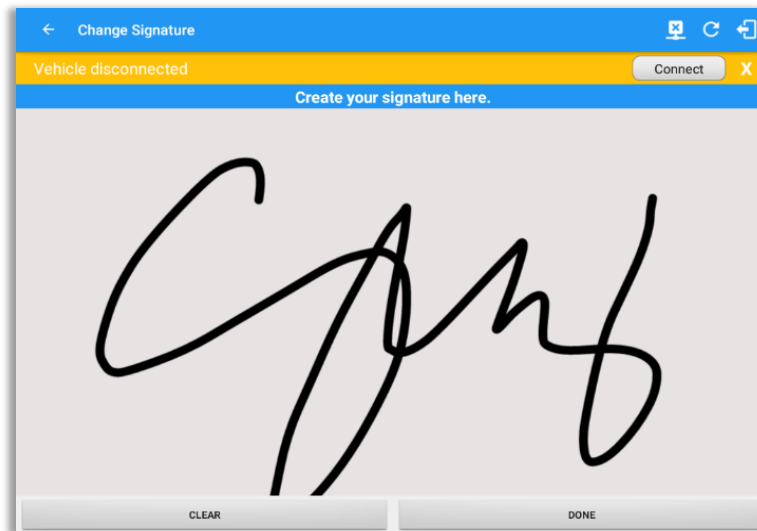 Change Signature
Vehicle disconnected
Connect
X
Create your signature here.
CLEAR
DONE